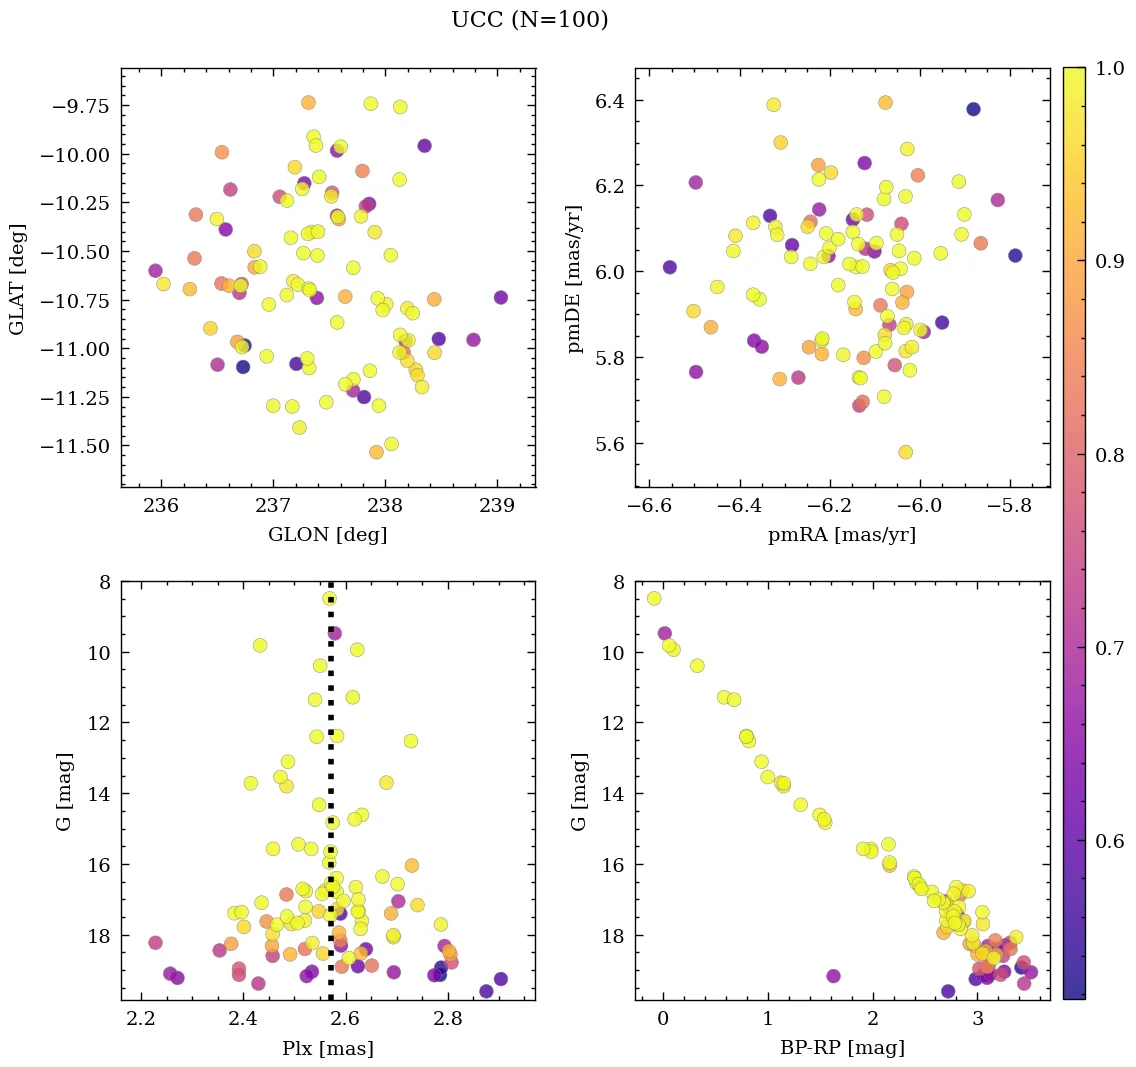 UCC (N=100)
−9.75
−10.00
−10.25
−10.50
−10.75
−11.00
−11.25
−11.50
GLAT [deg]
236 237 238 239
GLON [deg]
6.4
6.2
6.0
5.8
5.6
pmDE [mas/yr]
−6.6 −6.4 −6.2 −6.0 −5.8
pmRA [mas/yr]
1.0
0.9
0.8
0.7
0.6
8
10
12
14
16
18
G [mag]
2.2 2.4 2.6 2.8
Plx [mas]
8
10
12
14
16
18
G [mag]
0 1 2 3
BP-RP [mag]